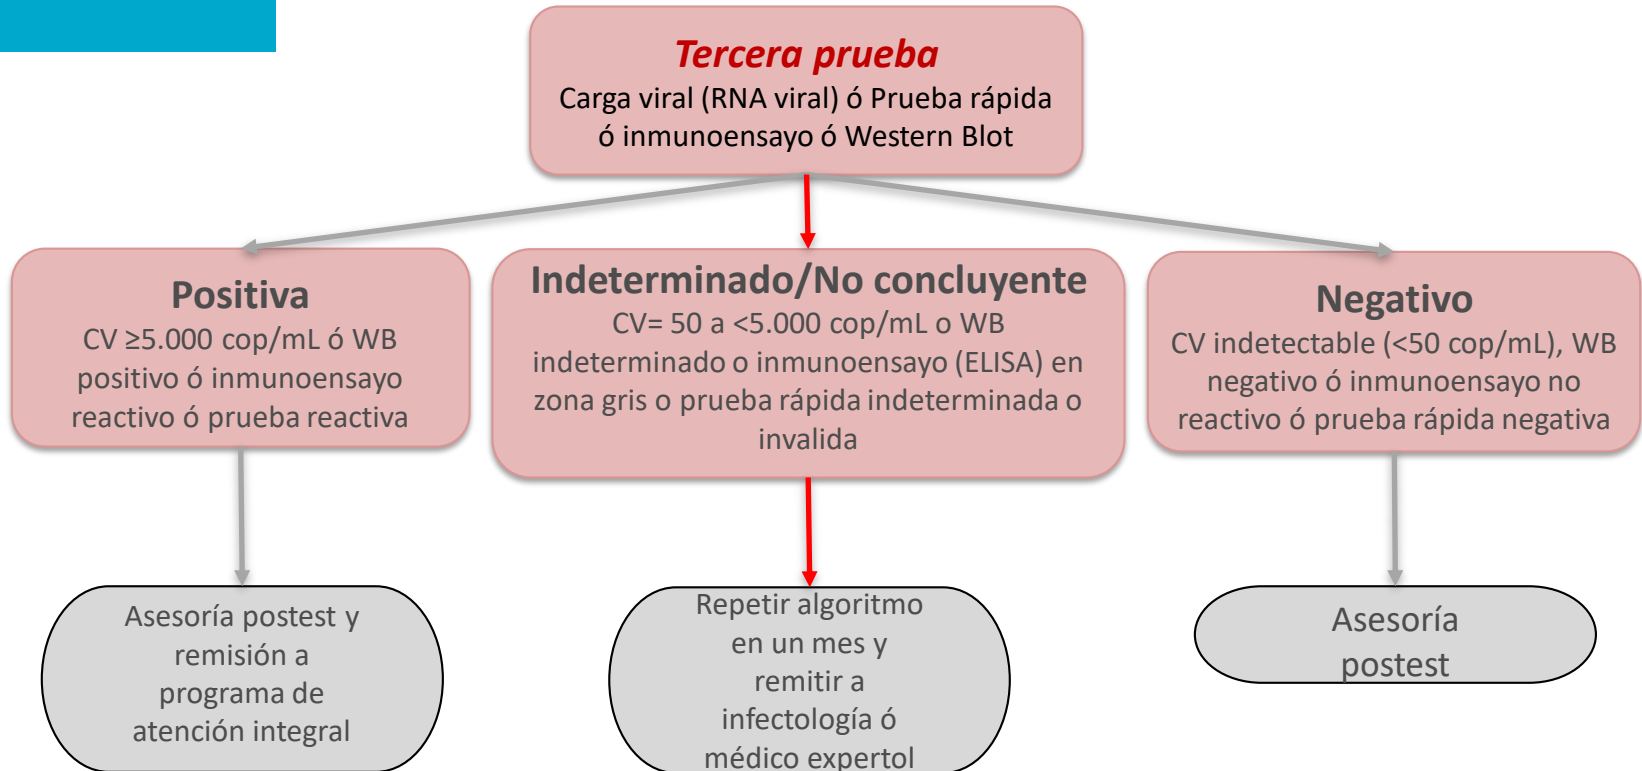 Tercera prueba
Carga viral (RNA viral) ó Prueba rápida
ó inmunoensayo ó Western Blot
Positiva
CV ≥5.000 cop/mL ó WB
positivo ó inmunoensayo
reactivo ó prueba reactiva
Indeterminado/No concluyente
CV= 50 a <5.000 cop/mL o WB
indeterminado o inmunoensayo (ELISA) en
zona gris o prueba rápida indeterminada o
invalida
Negativo
CV indetectable (<50 cop/mL), WB
negativo ó inmunoensayo no
reactivo ó prueba rápida negativa
Asesoría postest y
remisión a
programa de
atención integral
Repetir algoritmo
en un mes y
remitir a
infectología ó
médico expertol
Asesoría
postest